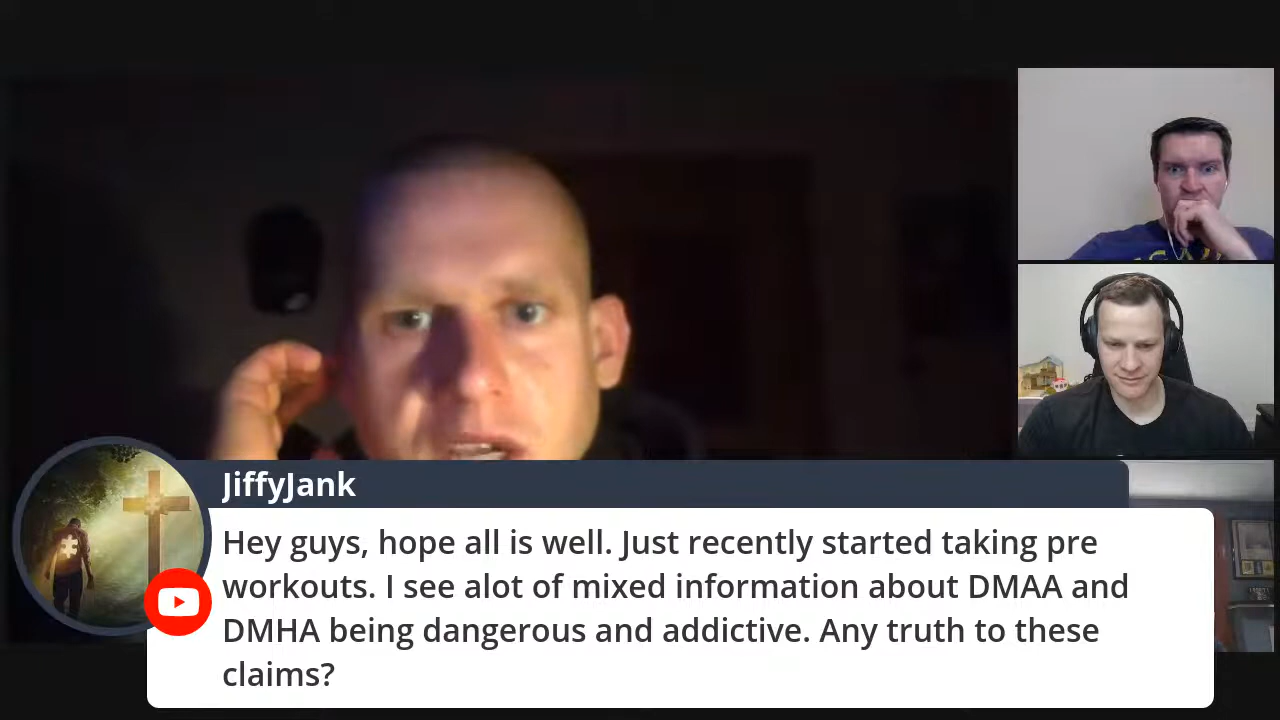 JiffyJank
Hey guys, hope all is well. Just recently started taking pre
workouts. I see alot of mixed information about DMAA and
DMHA being dangerous and addictive. Any truth to these
claims?